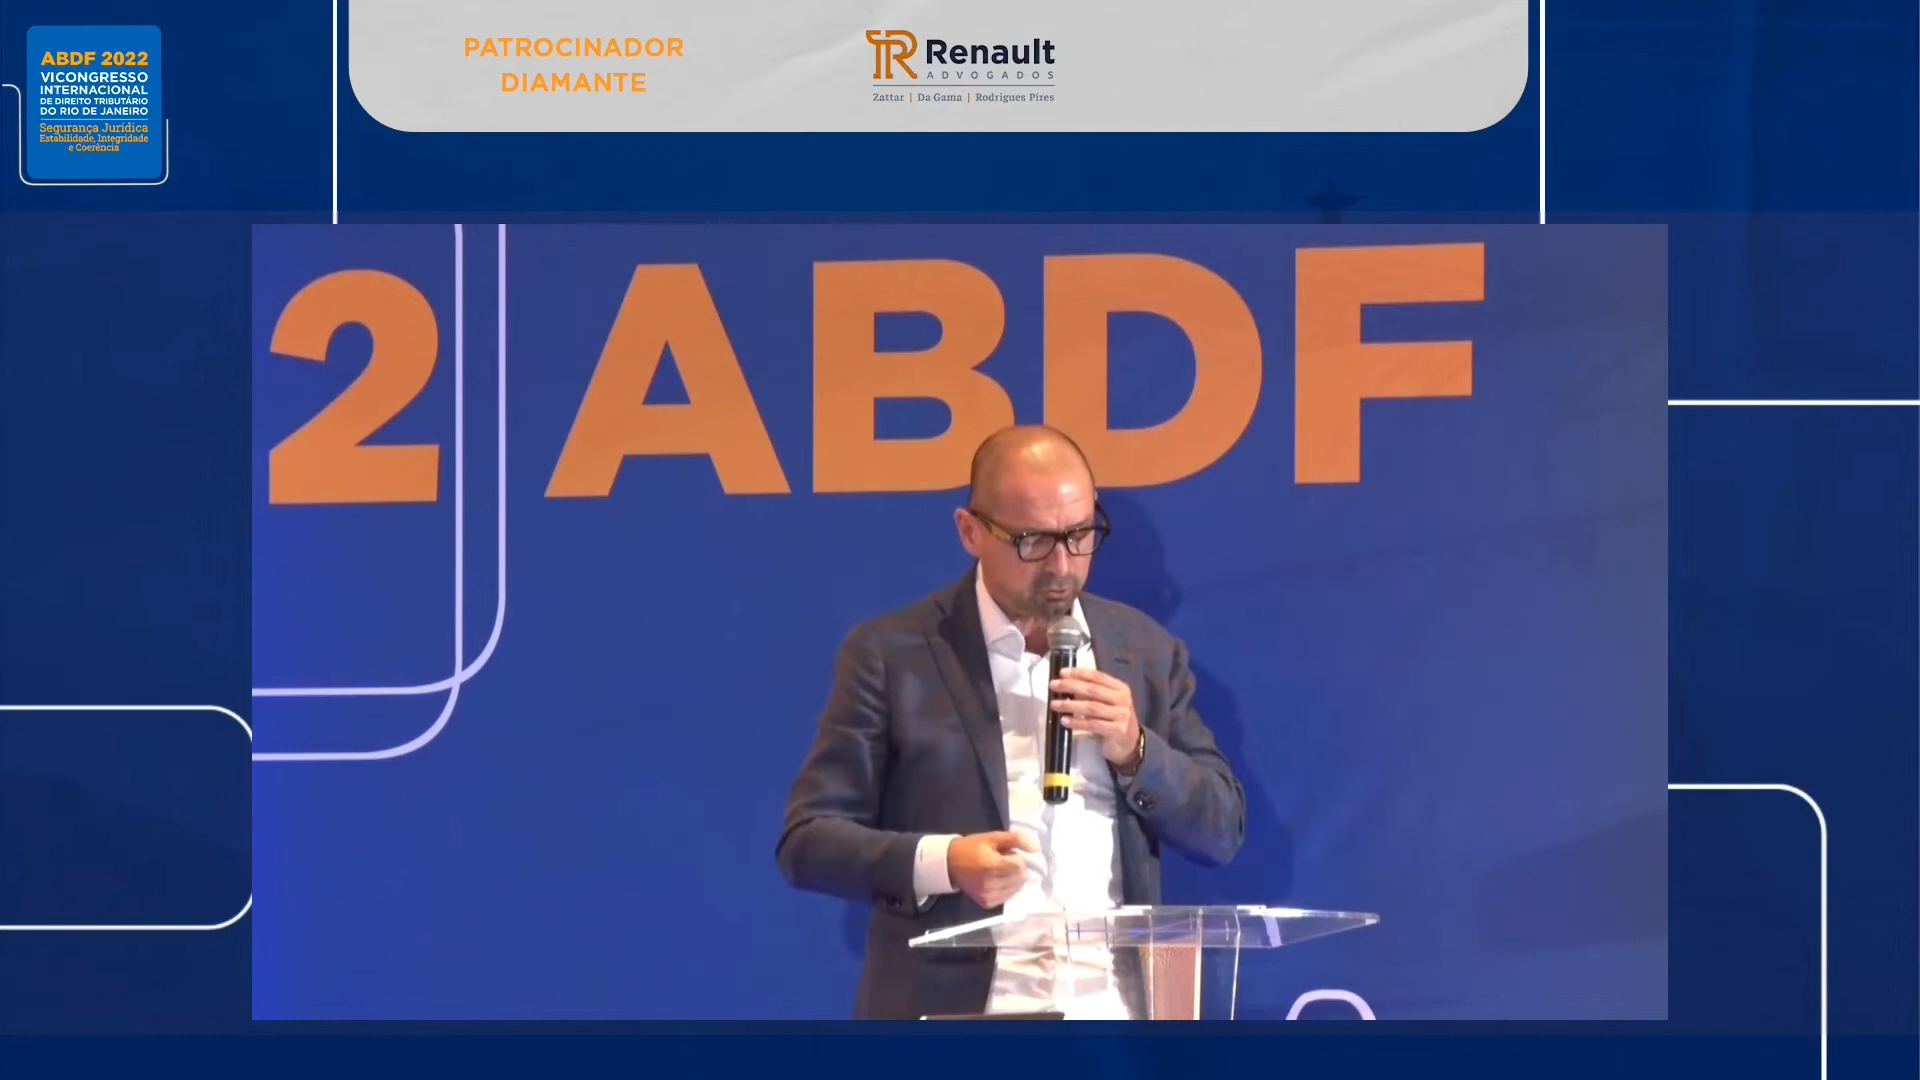 ABDF 2022
VI CONGRESSO
INTERNACIONAL
DE DIREITO TRIBUTÁRIO
DO RIO DE JANEIRO
Segurança Jurídica
Estabilidade, Integridade
e Coerência
PATROCINADOR
DIAMANTE
R Renault
ADVOGADOS
Zattar | Da Gama | Rodrigues Pires
2 ABDF